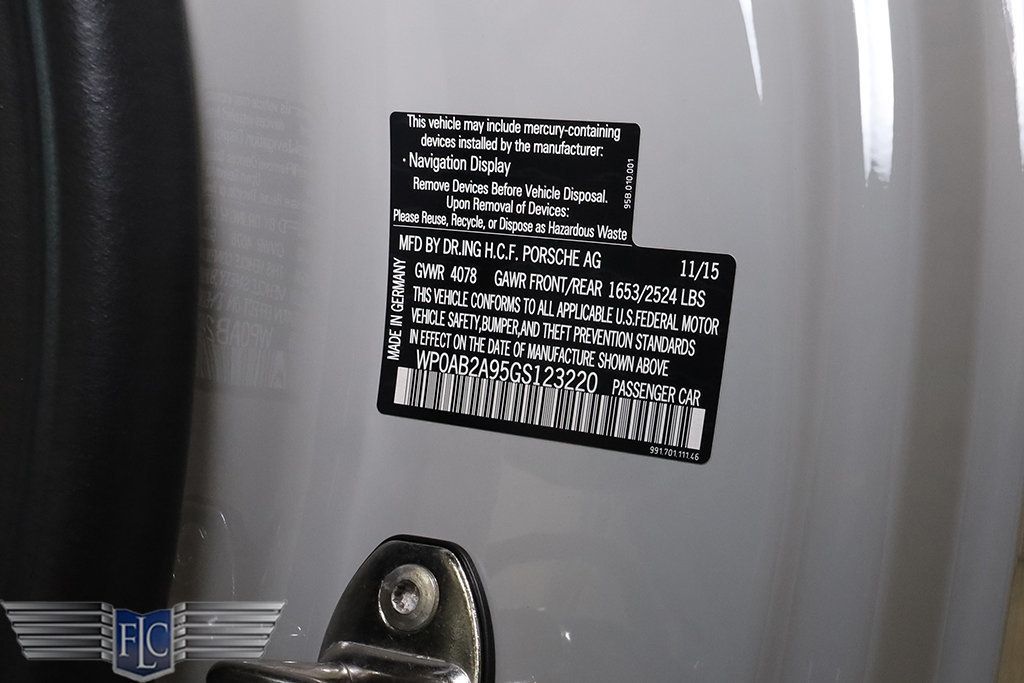 This vehicle may include mercury-containing
devices installed by the manufacturer:
· Navigation Display
Remove Devices Before Vehicle Disposal.
Upon Removal of Devices:
Please Reuse, Recycle, or Dispose as Hazardous Waste
95B.010.001
MFD BY DR.ING H.C.F. PORSCHE AG 11/15
GVWR 4078 GAWR FRONT/REAR 1653/2524 LBS
THIS VEHICLE CONFORMS TO ALL APPLICABLE U.S.FEDERAL MOTOR
VEHICLE SAFETY,BUMPER,AND THEFT PREVENTION STANDARDS
IN EFFECT ON THE DATE OF MANUFACTURE SHOWN ABOVE
MADE IN GERMANY
WP0AB2A95GS123220 PASSENGER CAR
991.701.111.46
FLC